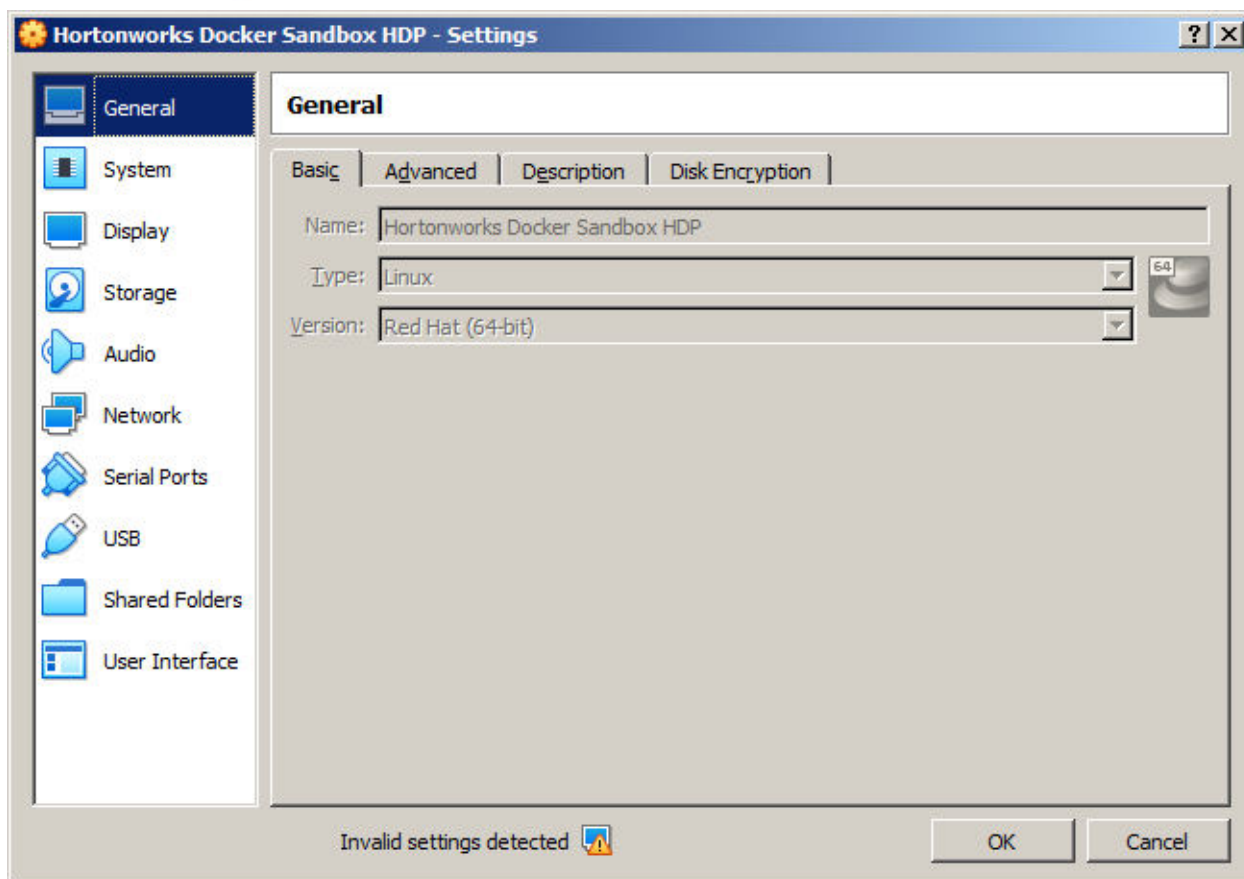 Hortonworks Docker Sandbox HDP - Settings
General
System
Display
Storage
Audio
Network
Serial Ports
USB
Shared Folders
User Interface
General
Basic Advanced Description Disk Encryption
Name: Hortonworks Docker Sandbox HDP
Type: Linux
64
Version: Red Hat (64-bit)
Invalid settings detected
OK Cancel